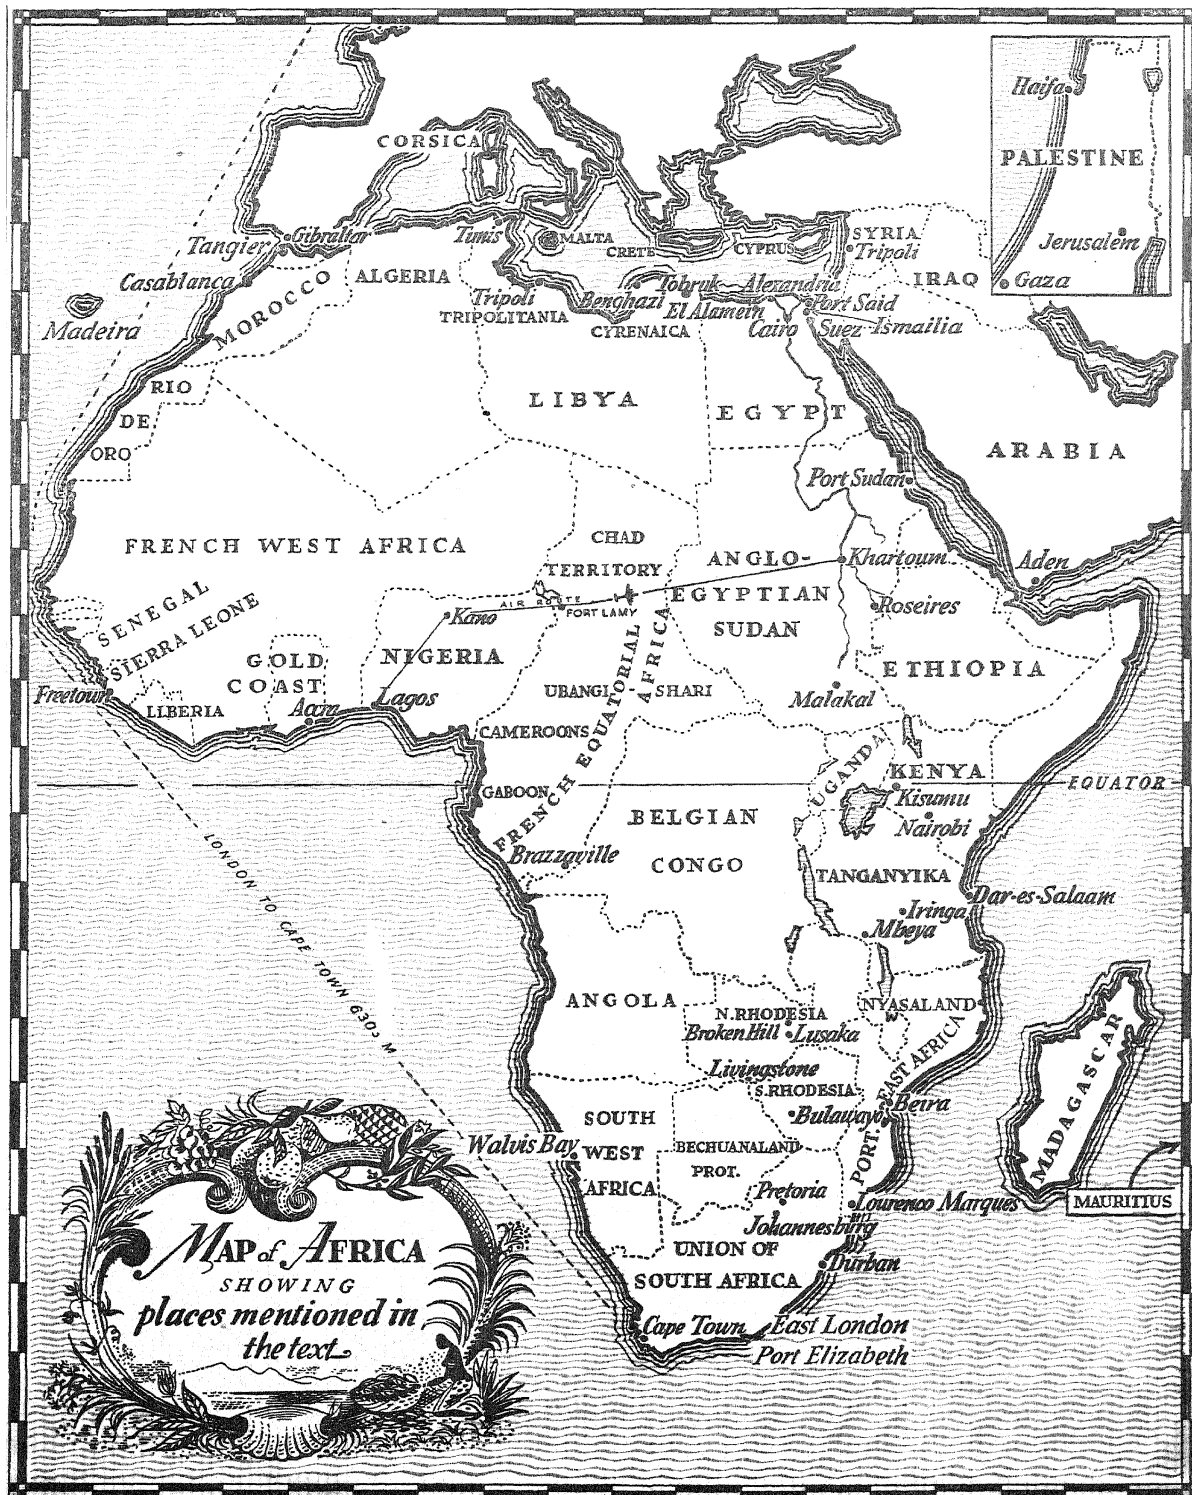 CORSICA
Haifa
PALESTINE
Jerusalem
Gaza
Tangier
Gibraltar
Tunis
MALTA
CRETE
CYPRUS
SYRIA
Tripoli
Casablanca
MOROCCO
ALGERIA
Tripoli
TRIPOLITANIA
Benghazi
Tobruk
Alexandria
El Alamein
CYRENAICA
IRAQ
Port Said
Cairo
Suez
Ismailia
Madeira
RIO
DE
ORO
LIBYA
EGYPT
ARABIA
Port Sudan
FRENCH WEST AFRICA
CHAD
TERRITORY
ANGLO-
EGYPTIAN
SUDAN
Khartoum
Aden
SENEGAL
SIERRA LEONE
AIR ROUTE
FORT LAMY
Kano
Roseires
GOLD
COAST
NIGERIA
FRENCH EQUATORIAL
AFRICA
UBANGI SHARI
ETHIOPIA
Freetown
LIBERIA
Accra
Lagos
Malakal
CAMEROONS
UGANDA
KENYA
EQUATOR
GABOON
Kisumu
Nairobi
BELGIAN
CONGO
Brazzaville
TANGANYIKA
Dar-es-Salaam
Iringa
Mbeya
LONDON TO CAPE TOWN 6303 M
ANGOLA
N. RHODESIA
Broken Hill
Lusaka
NYASALAND
Livingstone
S. RHODESIA
PORT. EAST AFRICA
Beira
Bulawayo
MADAGASCAR
MAURITIUS
SOUTH
WEST
AFRICA
Walvis Bay
BECHUANALAND
PROT.
Pretoria
Johannesburg
Lourenco Marques
UNION OF
SOUTH AFRICA
Durban
Cape Town
East London
Port Elizabeth
MAP of AFRICA
SHOWING
places mentioned in
the text